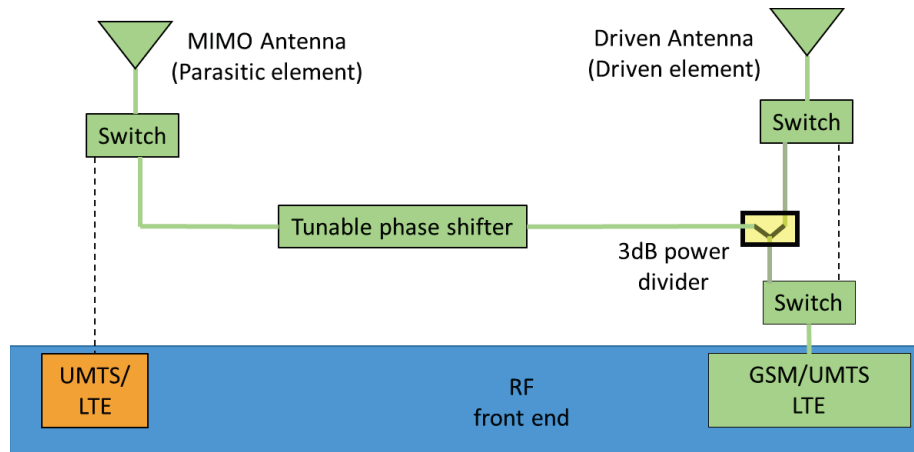 MIMO Antenna
(Parasitic element)
Driven Antenna
(Driven element)
Switch
Switch
Tunable phase shifter
3dB power
divider
Switch
UMTS/
LTE
RF
front end
GSM/UMTS
LTE